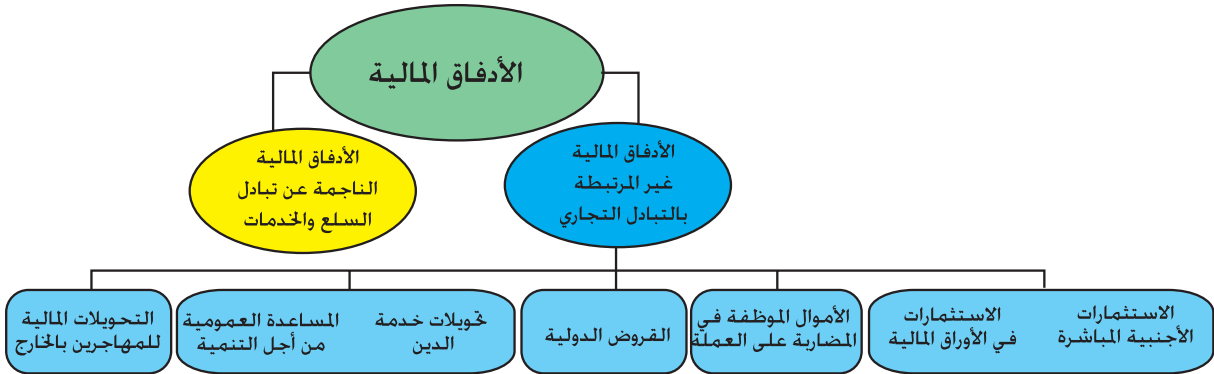 الأدفاق المالية
الأدفاق المالية
غير المرتبطة
بالتبادل التجاري
الأدفاق المالية
الناجمة عن تبادل
السلع والخدمات
الاستثمارات
الأجنبية المباشرة
الاستثمارات
في الأوراق المالية
الأموال الموظفة في
المضاربة على العملة
القروض الدولية
تحويلات خدمة
الدين
المساعدة العمومية
من أجل التنمية
التحويلات المالية
للمهاجرين بالخارج